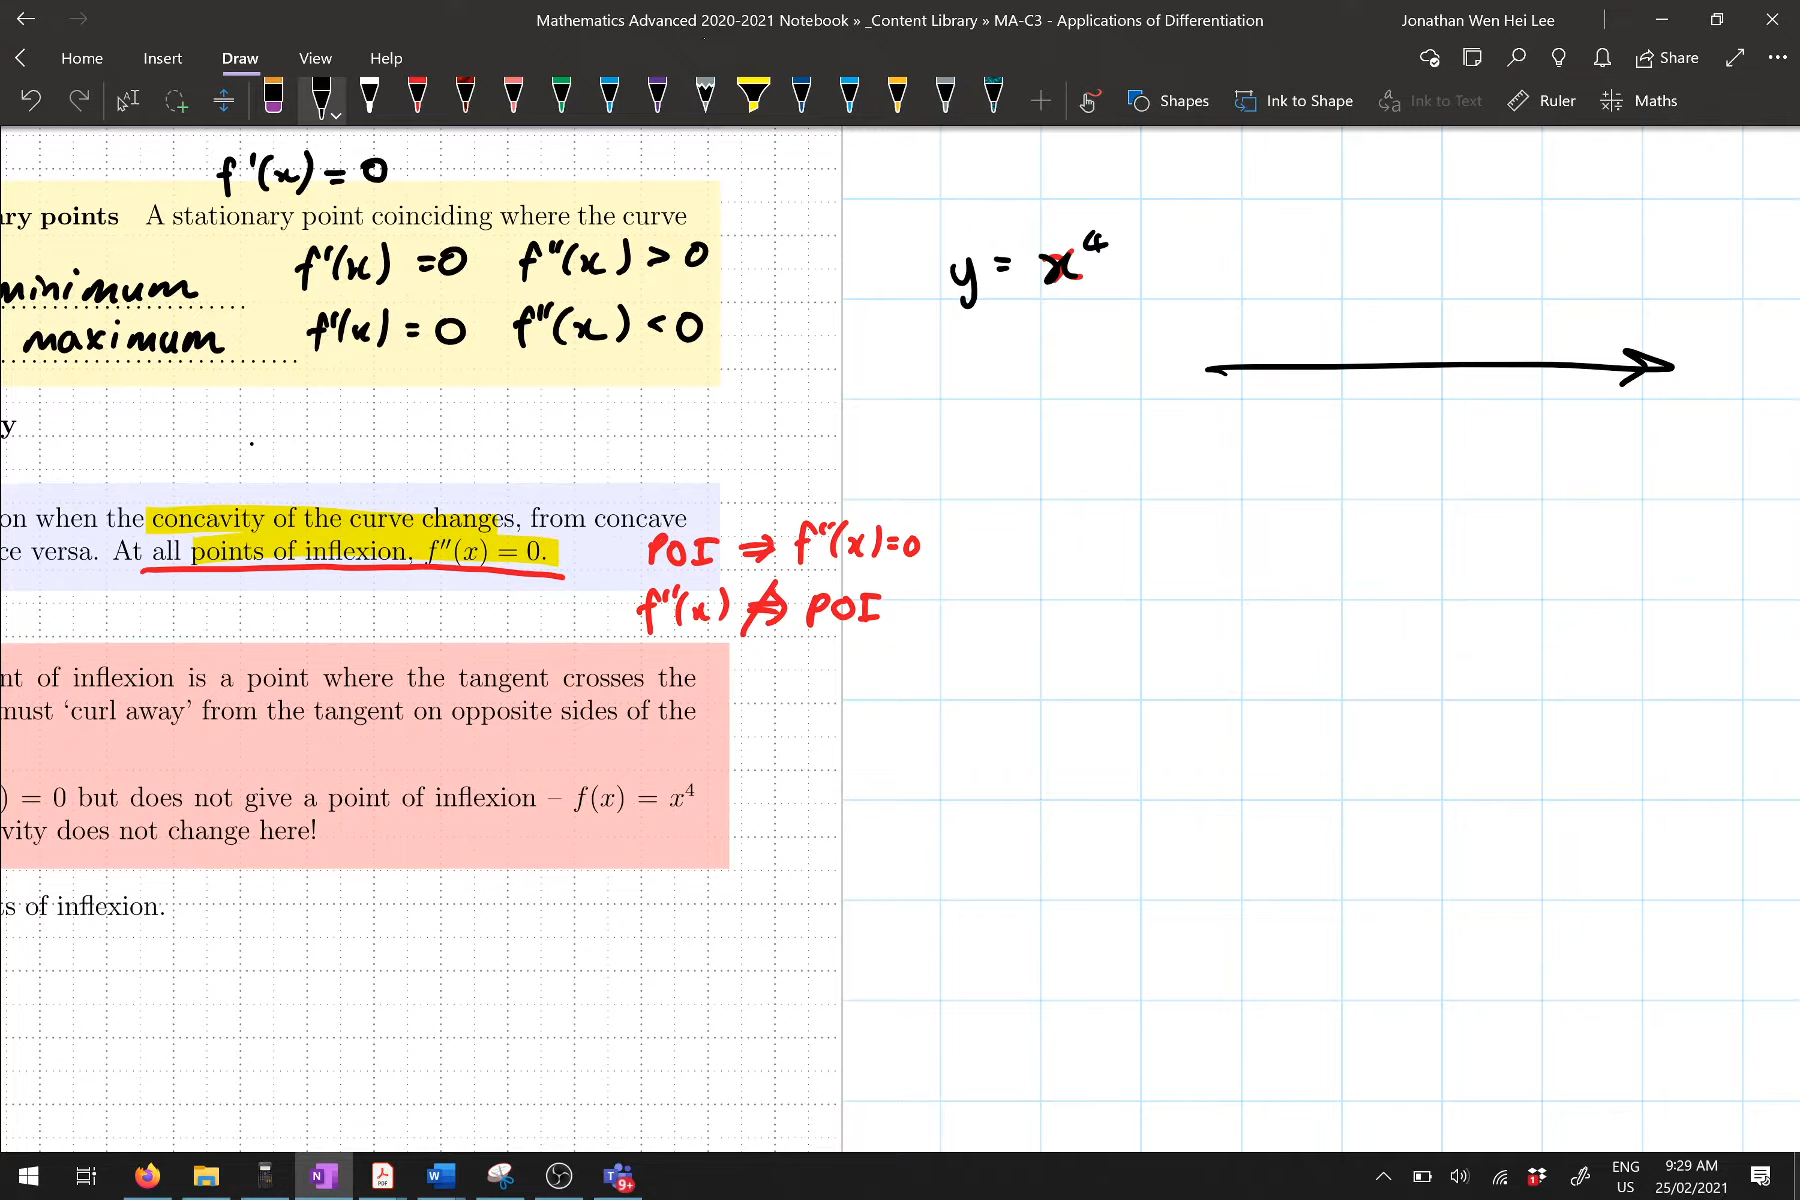 Mathematics Advanced 2020-2021 Notebook » _Content Library » MA-C3 - Applications of Differentiation
Jonathan Wen Hei Lee
Home Insert Draw View Help
Share
Shapes Ink to Shape Ink to Text Ruler Maths
f'(x) = 0
ary points A stationary point coinciding where the curve
minimum f'(x) = 0 f''(x) > 0
maximum f'(x) = 0 f''(x) < 0
y
on when the concavity of the curve changes, from concave
ce versa. At all points of inflexion, f''(x) = 0.
POI ⇒ f''(x)=0
f''(x) ⇏ POI
nt of inflexion is a point where the tangent crosses the
must ‘curl away’ from the tangent on opposite sides of the
) = 0 but does not give a point of inflexion – f(x) = x⁴
vity does not change here!
ts of inflexion.
y = x⁴
ENG
US
9:29 AM
25/02/2021
9+
1